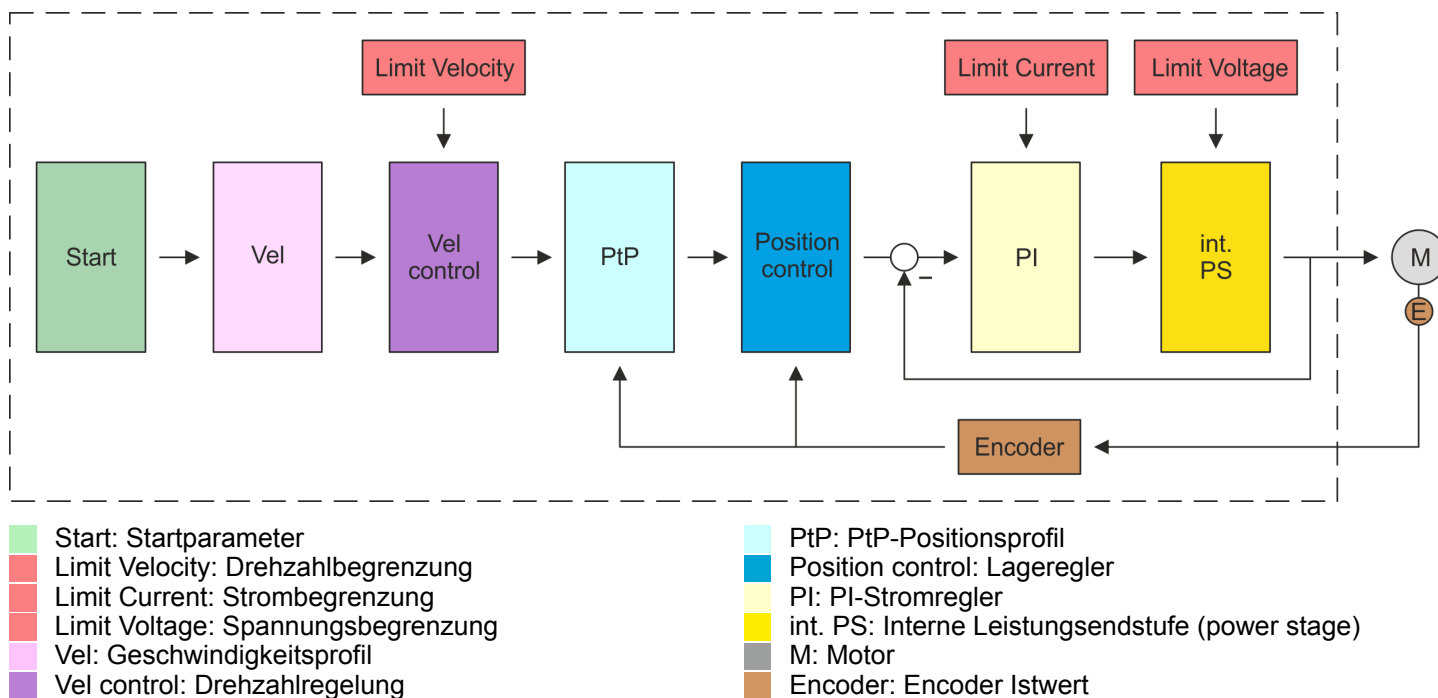 Limit Velocity
Limit Current
Limit Voltage
Start
Vel
Vel
control
PtP
Position
control
–
PI
int.
PS
M
E
Encoder
Start: Startparameter
Limit Velocity: Drehzahlbegrenzung
Limit Current: Strombegrenzung
Limit Voltage: Spannungsbegrenzung
Vel: Geschwindigkeitsprofil
Vel control: Drehzahlregelung
PtP: PtP-Positionsprofil
Position control: Lageregler
PI: PI-Stromregler
int. PS: Interne Leistungsendstufe (power stage)
M: Motor
Encoder: Encoder Istwert